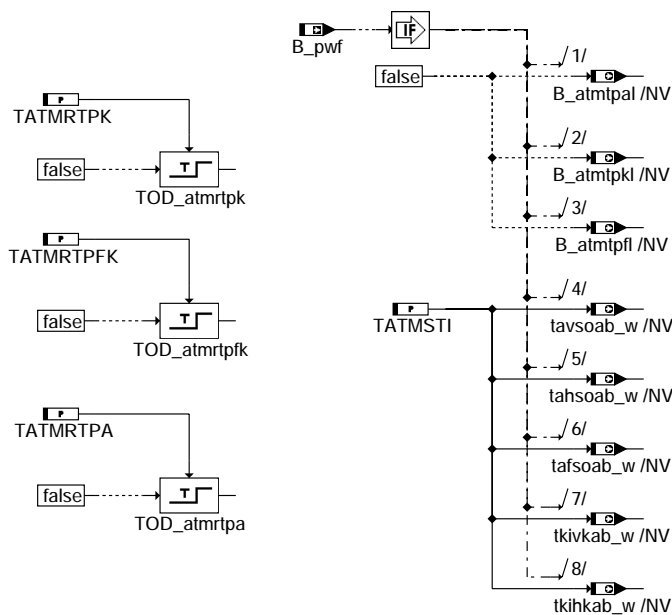 B_pwf
IF
false
1/
B_atmtpal /NV
2/
B_atmtpkl /NV
3/
B_atmtpfl /NV
P
TATMRTPK
false
T
TOD_atmrtpk
P
TATMRTPFK
false
T
TOD_atmrtpfk
P
TATMRTPA
false
T
TOD_atmrtpa
P
TATMSTI
4/
tavsoab_w /NV
5/
tahsoab_w /NV
6/
tafsoab_w /NV
7/
tkivkab_w /NV
8/
tkihkab_w /NV